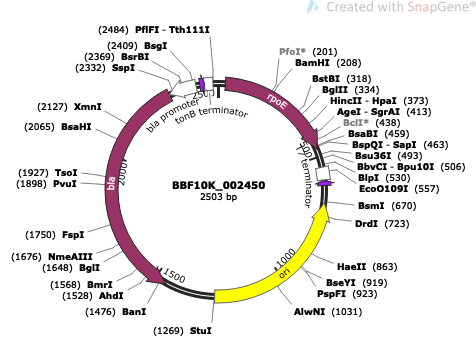 Created with SnapGene®
(2484) PflFI - Tth111I
(2409) BsgI
(2369) BsrBI
(2332) SspI
(2127) XmnI
(2065) BsaHI
(1927) TsoI
(1898) PvuI
(1750) FspI
(1676) NmeAIII
(1648) BglI
(1568) BmrI
(1528) AhdI
(1476) BanI
(1269) StuI
PfoI* (201)
BamHI (208)
BstBI (318)
BglII (334)
HincII - HpaI (373)
AgeI - SgrAI (413)
BclI* (438)
BsaBI (459)
BspQI - SapI (463)
Bsu36I (493)
BbvCI - Bpu10I (506)
BlpI (530)
EcoO109I (557)
BsmI (670)
DrdI (723)
HaeII (863)
BseYI (919)
PspFI (923)
AlwNI (1031)
bla promoter
tonB terminator
rpoE
bla
ori
500
1000
1500
2000
BBF10K_002450
2503 bp